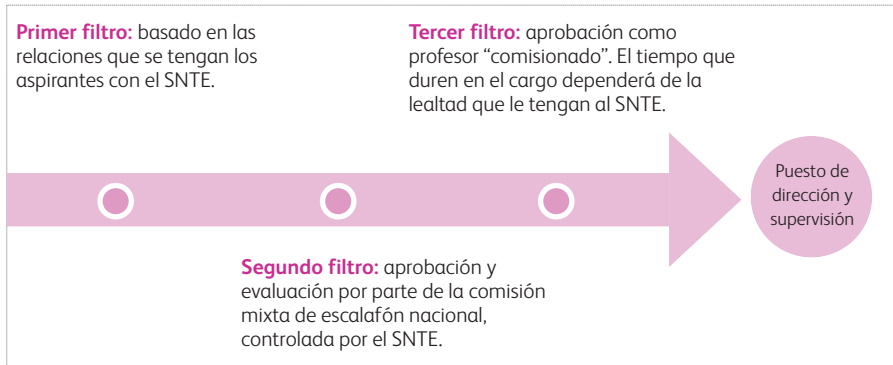 Primer filtro: basado en las
relaciones que se tengan los
aspirantes con el SNTE.
Tercer filtro: aprobación como
profesor “comisionado”. El tiempo que
duren en el cargo dependerá de la
lealtad que le tengan al SNTE.
Puesto de
dirección y
supervisión
Segundo filtro: aprobación y
evaluación por parte de la comisión
mixta de escalafón nacional,
controlada por el SNTE.